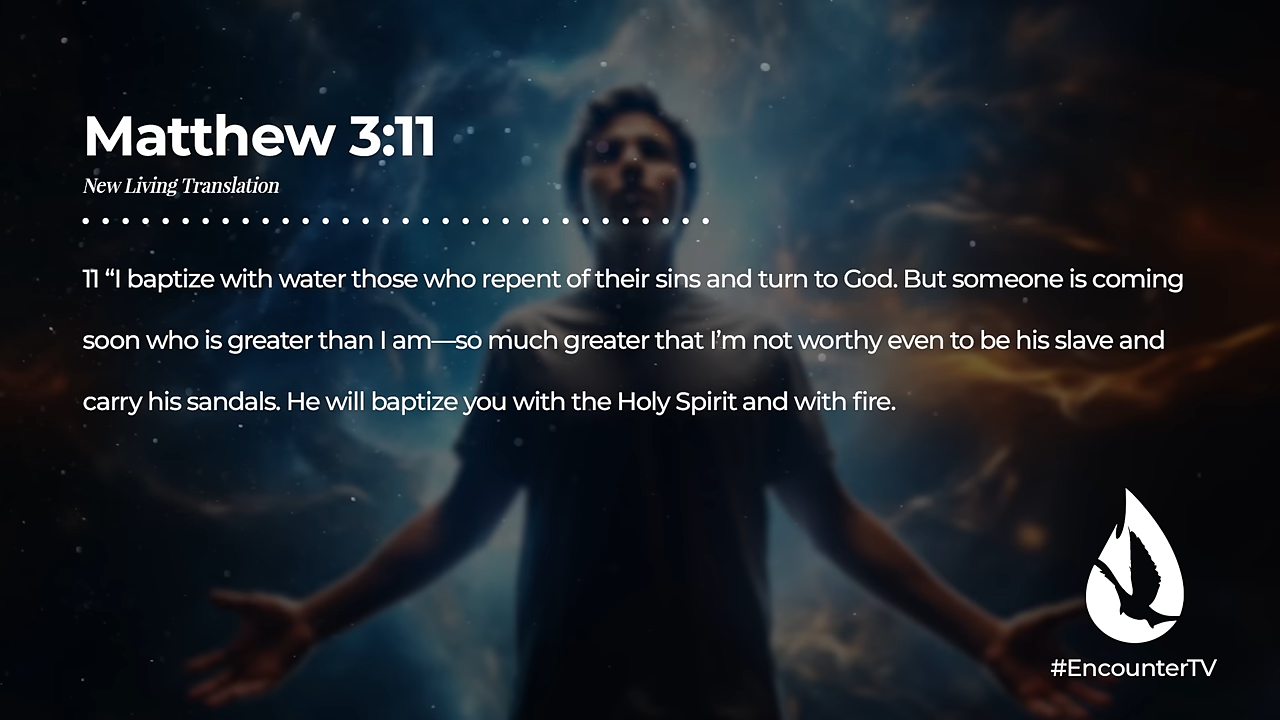 Matthew 3:11
New Living Translation
11 “I baptize with water those who repent of their sins and turn to God. But someone is coming
soon who is greater than I am—so much greater that I’m not worthy even to be his slave and
carry his sandals. He will baptize you with the Holy Spirit and with fire.
#EncounterTV